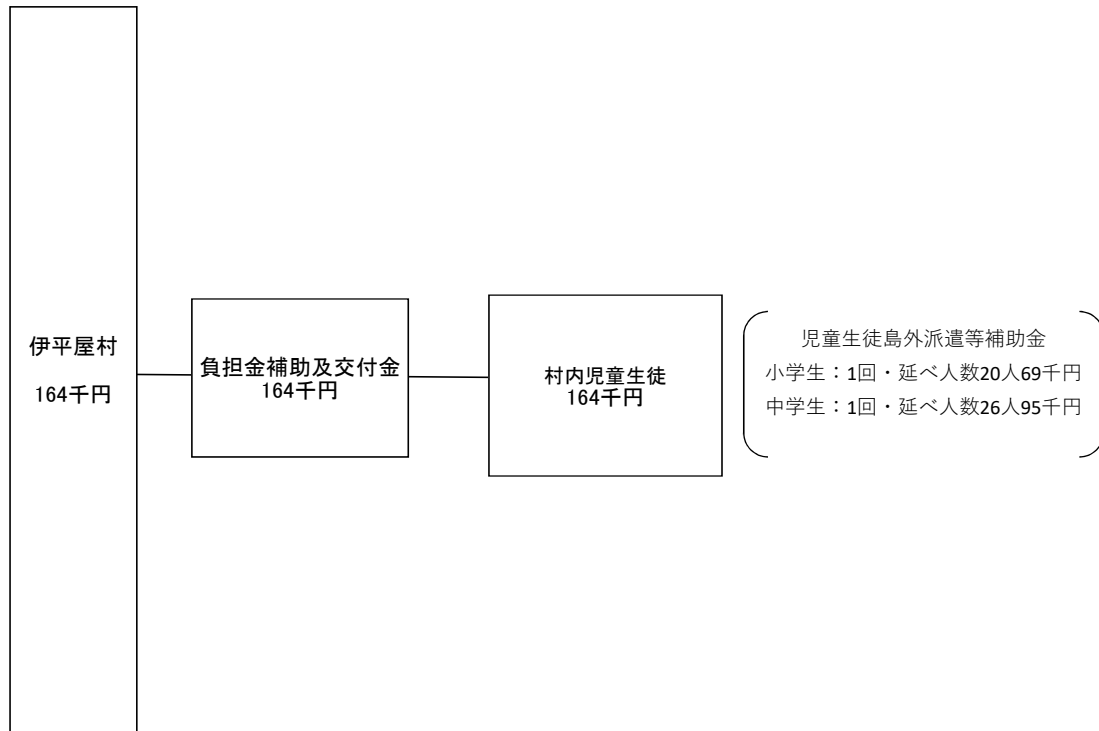 伊平屋村
164千円
負担金補助及交付金
164千円
村内児童生徒
164千円
児童生徒島外派遣等補助金
小学生：1回・延べ人数20人69千円
中学生：1回・延べ人数26人95千円